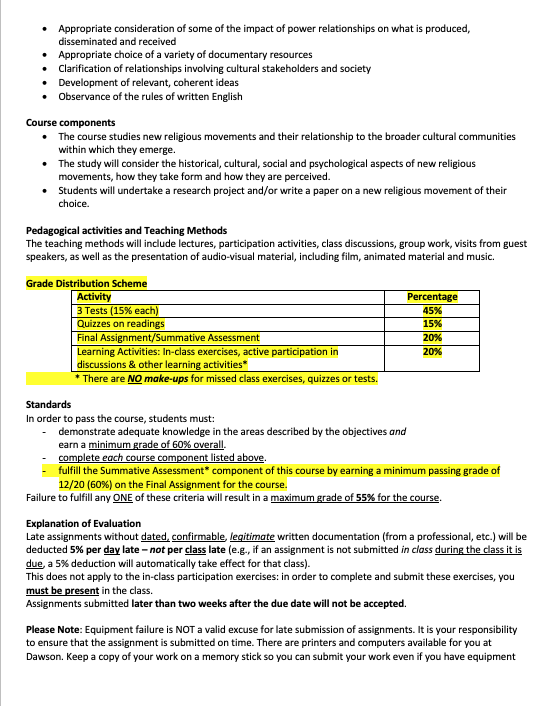 • Appropriate consideration of some of the impact of power relationships on what is produced,
disseminated and received
• Appropriate choice of a variety of documentary resources
• Clarification of relationships involving cultural stakeholders and society
• Development of relevant, coherent ideas
• Observance of the rules of written English
Course components
• The course studies new religious movements and their relationship to the broader cultural communities
within which they emerge.
• The study will consider the historical, cultural, social and psychological aspects of new religious
movements, how they take form and how they are perceived.
• Students will undertake a research project and/or write a paper on a new religious movement of their
choice.
Pedagogical activities and Teaching Methods
The teaching methods will include lectures, participation activities, class discussions, group work, visits from guest
speakers, as well as the presentation of audio-visual material, including film, animated material and music.
Grade Distribution Scheme
Activity Percentage
3 Tests (15% each) 45%
Quizzes on readings 15%
Final Assignment/Summative Assessment 20%
Learning Activities: In-class exercises, active participation in 20%
discussions & other learning activities*
* There are NO make-ups for missed class exercises, quizzes or tests.
Standards
In order to pass the course, students must:
- demonstrate adequate knowledge in the areas described by the objectives and
earn a minimum grade of 60% overall.
- complete each course component listed above.
- fulfill the Summative Assessment* component of this course by earning a minimum passing grade of
12/20 (60%) on the Final Assignment for the course.
Failure to fulfill any ONE of these criteria will result in a maximum grade of 55% for the course.
Explanation of Evaluation
Late assignments without dated, confirmable, legitimate written documentation (from a professional, etc.) will be
deducted 5% per day late – not per class late (e.g., if an assignment is not submitted in class during the class it is
due, a 5% deduction will automatically take effect for that class).
This does not apply to the in-class participation exercises: in order to complete and submit these exercises, you
must be present in the class.
Assignments submitted later than two weeks after the due date will not be accepted.
Please Note: Equipment failure is NOT a valid excuse for late submission of assignments. It is your responsibility
to ensure that the assignment is submitted on time. There are printers and computers available for you at
Dawson. Keep a copy of your work on a memory stick so you can submit your work even if you have equipment